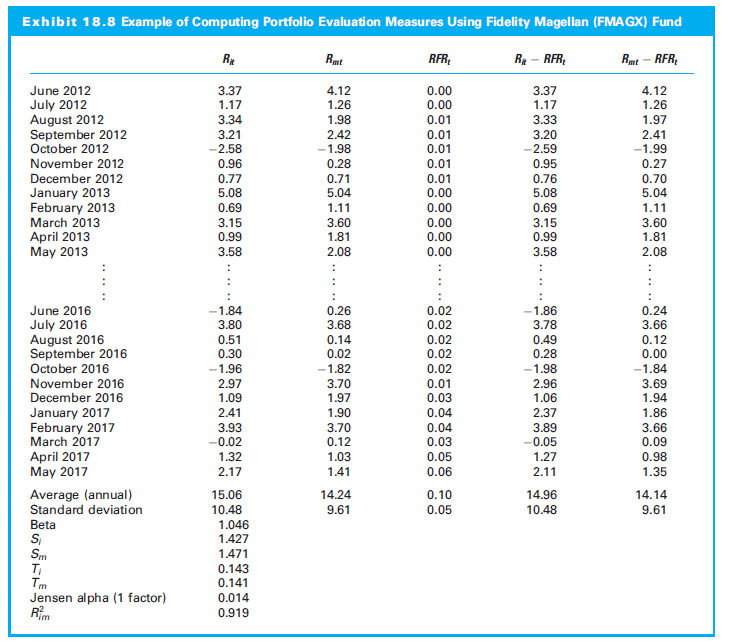 Exhibit 18.8 Example of Computing Portfolio Evaluation Measures Using Fidelity Magellan (FMAGX) Fund
Rit Rmt RFRt Rit − RFRt Rmt − RFRt
June 2012 3.37 4.12 0.00 3.37 4.12
July 2012 1.17 1.26 0.00 1.17 1.26
August 2012 3.34 1.98 0.01 3.33 1.97
September 2012 3.21 2.42 0.01 3.20 2.41
October 2012 −2.58 −1.98 0.01 −2.59 −1.99
November 2012 0.96 0.28 0.01 0.95 0.27
December 2012 0.77 0.71 0.01 0.76 0.70
January 2013 5.08 5.04 0.00 5.08 5.04
February 2013 0.69 1.11 0.00 0.69 1.11
March 2013 3.15 3.60 0.00 3.15 3.60
April 2013 0.99 1.81 0.00 0.99 1.81
May 2013 3.58 2.08 0.00 3.58 2.08
: : : : : :
: : : : : :
: : : : : :
June 2016 −1.84 0.26 0.02 −1.86 0.24
July 2016 3.80 3.68 0.02 3.78 3.66
August 2016 0.51 0.14 0.02 0.49 0.12
September 2016 0.30 0.02 0.02 0.28 0.00
October 2016 −1.96 −1.82 0.02 −1.98 −1.84
November 2016 2.97 3.70 0.01 2.96 3.69
December 2016 1.09 1.97 0.03 1.06 1.94
January 2017 2.41 1.90 0.04 2.37 1.86
February 2017 3.93 3.70 0.04 3.89 3.66
March 2017 −0.02 0.12 0.03 −0.05 0.09
April 2017 1.32 1.03 0.05 1.27 0.98
May 2017 2.17 1.41 0.06 2.11 1.35
Average (annual) 15.06 14.24 0.10 14.96 14.14
Standard deviation 10.48 9.61 0.05 10.48 9.61
Beta 1.046
Si 1.427
Sm 1.471
Ti 0.143
Tm 0.141
Jensen alpha (1 factor) 0.014
R²im 0.919